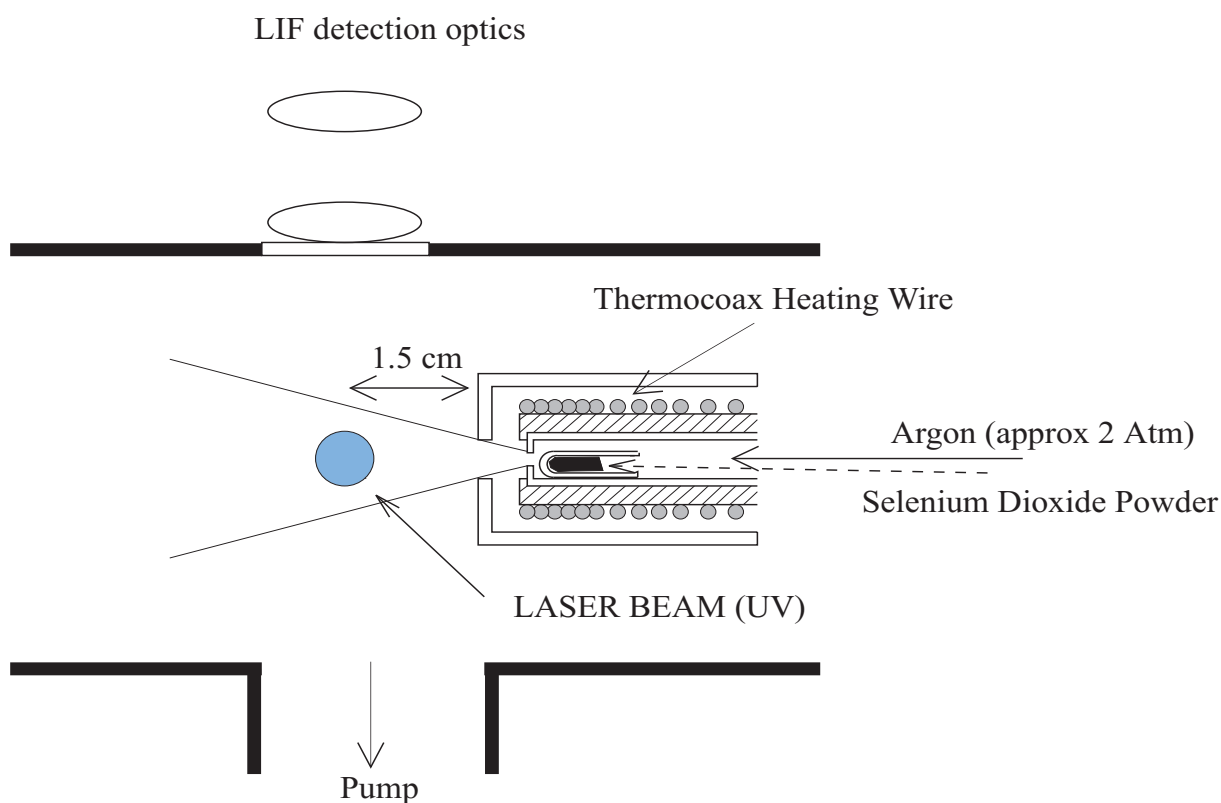 LIF detection optics
Thermocoax Heating Wire
1.5 cm
Argon (approx 2 Atm)
Selenium Dioxide Powder
LASER BEAM (UV)
Pump